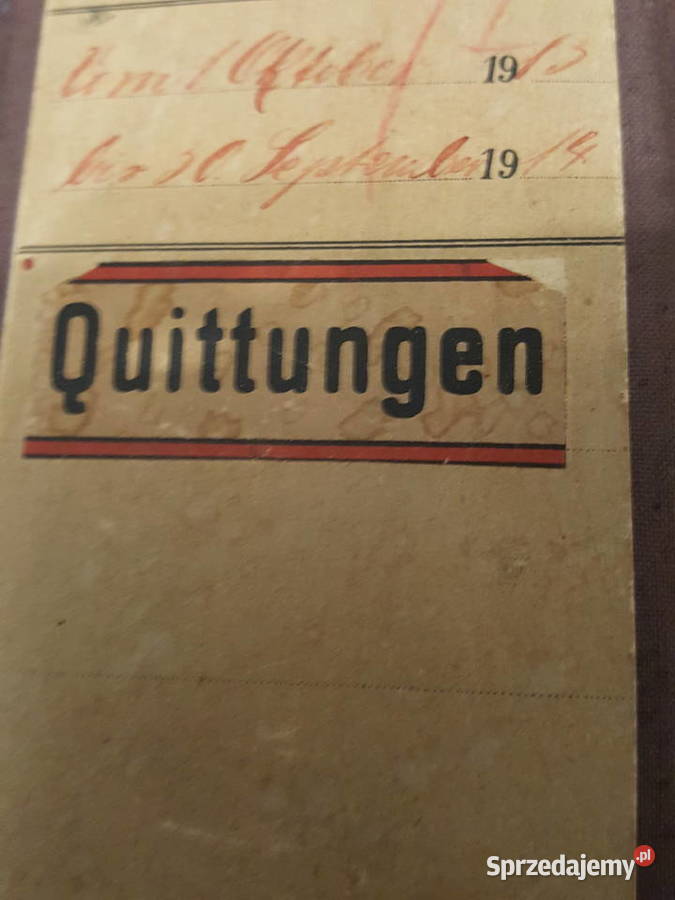 Vom 1 Oktober 1913
bis 30. September 1914.
Quittungen
Sprzedajemy.pl